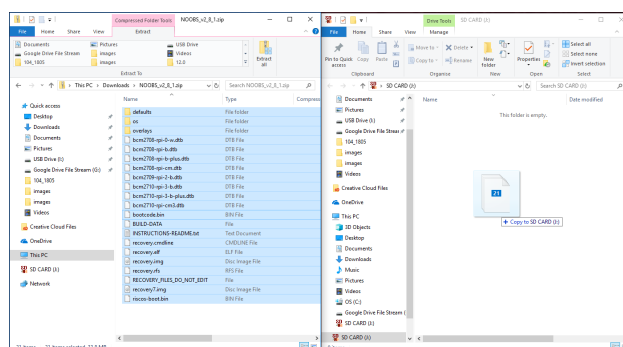 Compressed Folder Tools
NOOBS_v2_8_1.zip
File
Home
Share
View
Extract
Documents
Google Drive File Stream
104_1805
Pictures
images
images
USB Drive
Videos
12.0
Extract all
Extract To
This PC > Downloads > NOOBS_v2_8_1.zip
Search NOOBS_v2_8_1.zip
Name
Type
Compress
Quick access
Desktop
Downloads
Documents
Pictures
USB Drive (I:)
Google Drive File Stream (G:)
104_1805
images
images
Videos
Creative Cloud Files
OneDrive
This PC
SD CARD (J:)
Network
defaults File folder
os File folder
overlays File folder
bcm2708-rpi-0-w.dtb DTB File
bcm2708-rpi-b.dtb DTB File
bcm2708-rpi-b-plus.dtb DTB File
bcm2708-rpi-cm.dtb DTB File
bcm2709-rpi-2-b.dtb DTB File
bcm2710-rpi-3-b.dtb DTB File
bcm2710-rpi-3-b-plus.dtb DTB File
bcm2710-rpi-cm3.dtb DTB File
bootcode.bin BIN File
BUILD-DATA File
INSTRUCTIONS-README.txt Text Document
recovery.cmdline CMDLINE File
recovery.elf ELF File
recovery.img Disc Image File
recovery.rfs RFS File
RECOVERY_FILES_DO_NOT_EDIT File
recovery7.img Disc Image File
riscos-boot.bin BIN File
Drive Tools
SD CARD (J:)
File
Home
Share
View
Manage
Pin to Quick access
Copy
Paste
Clipboard
Move to
Copy to
Delete
Rename
Organise
New folder
New
Properties
Open
Select all
Select none
Invert selection
Select
SD CARD (J:)
Search SD CARD (J:)
Name
Date modified
This folder is empty.
Documents
Pictures
USB Drive (I:)
Google Drive File Strear
104_1805
images
images
Videos
Creative Cloud Files
OneDrive
This PC
3D Objects
Desktop
Documents
Downloads
Music
Pictures
Videos
OS (C:)
Google Drive File Stream (
SD CARD (J:)
SD CARD (J:)
21
Copy to SD CARD (J:)